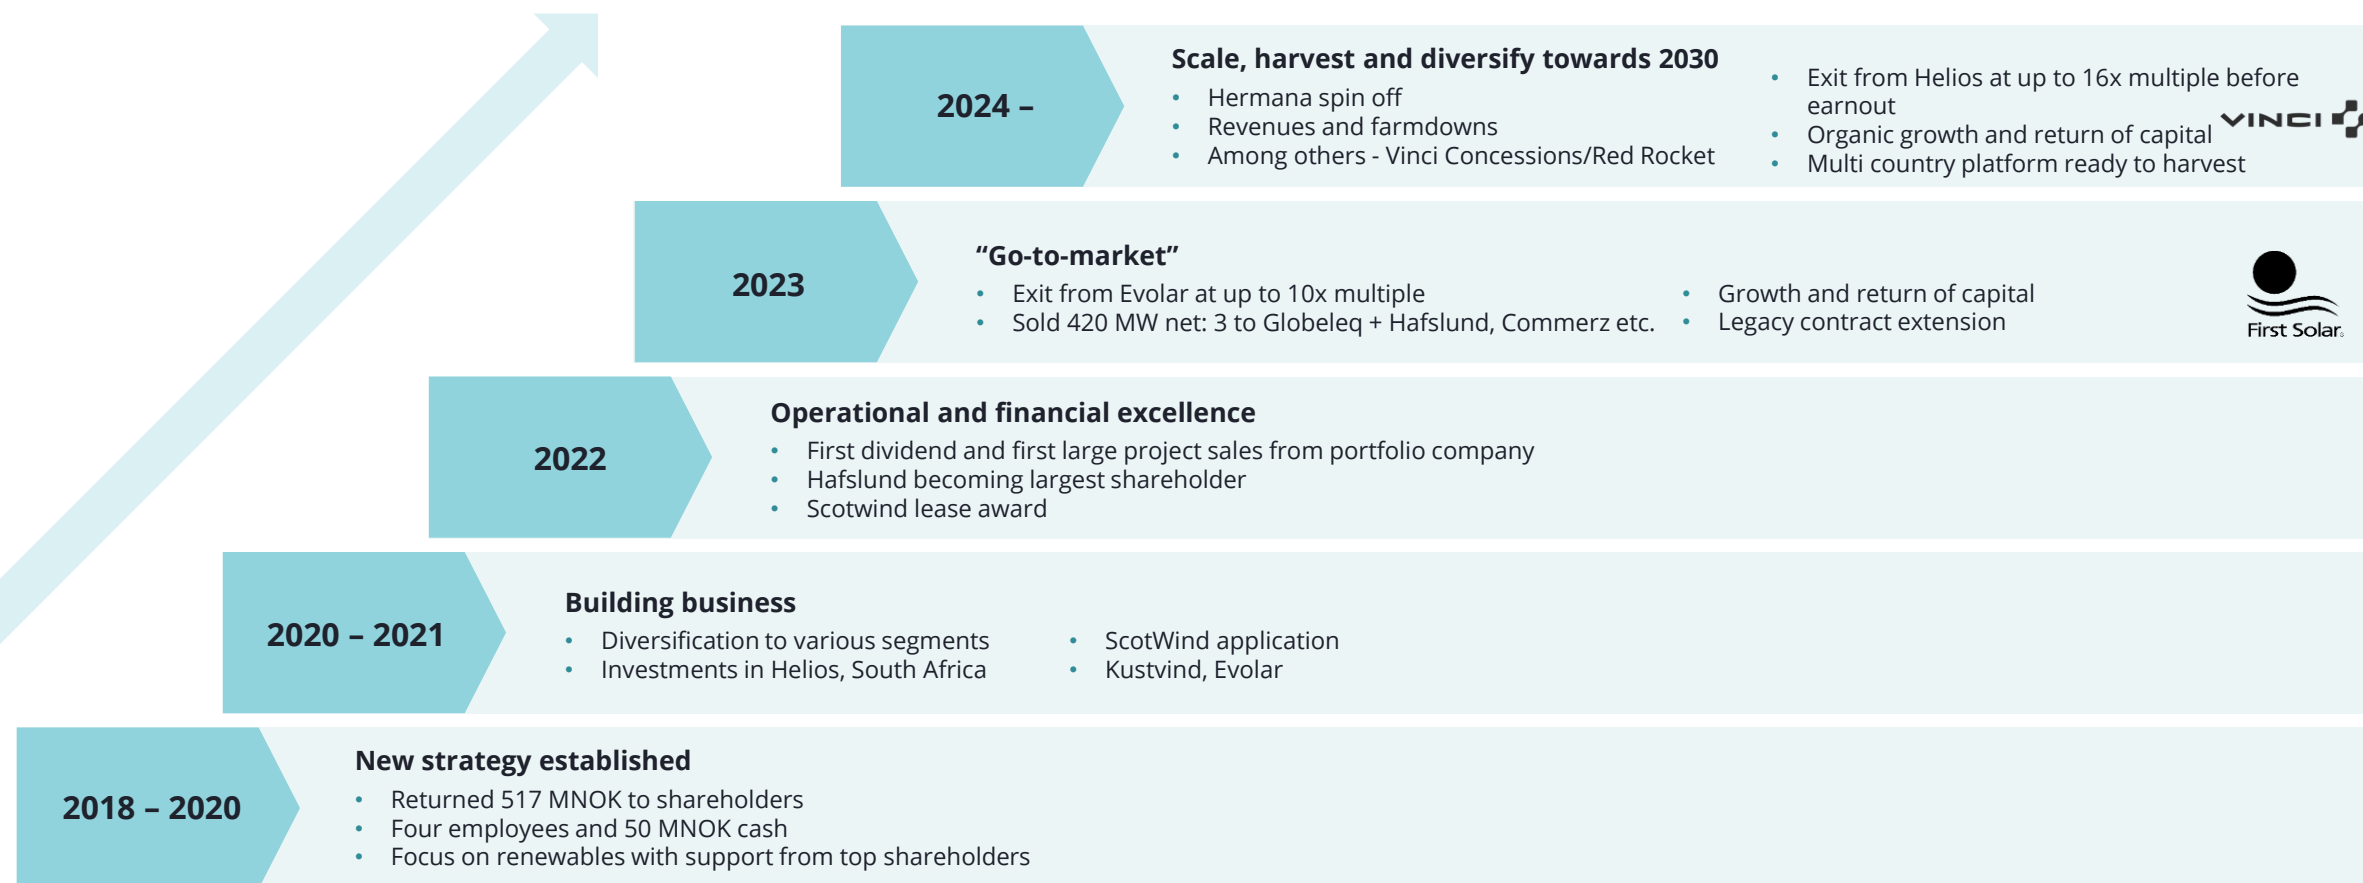 2024 –
Scale, harvest and diversify towards 2030
• Hermana spin off
• Revenues and farmdowns
• Among others - Vinci Concessions/Red Rocket
• Exit from Helios at up to 16x multiple before
earnout
• Organic growth and return of capital
• Multi country platform ready to harvest
VINCI
2023
“Go-to-market”
• Exit from Evolar at up to 10x multiple
• Sold 420 MW net: 3 to Globeleq + Hafslund, Commerz etc.
• Growth and return of capital
• Legacy contract extension
First Solar
2022
Operational and financial excellence
• First dividend and first large project sales from portfolio company
• Hafslund becoming largest shareholder
• Scotwind lease award
2020 – 2021
Building business
• Diversification to various segments
• Investments in Helios, South Africa
• ScotWind application
• Kustvind, Evolar
2018 – 2020
New strategy established
• Returned 517 MNOK to shareholders
• Four employees and 50 MNOK cash
• Focus on renewables with support from top shareholders